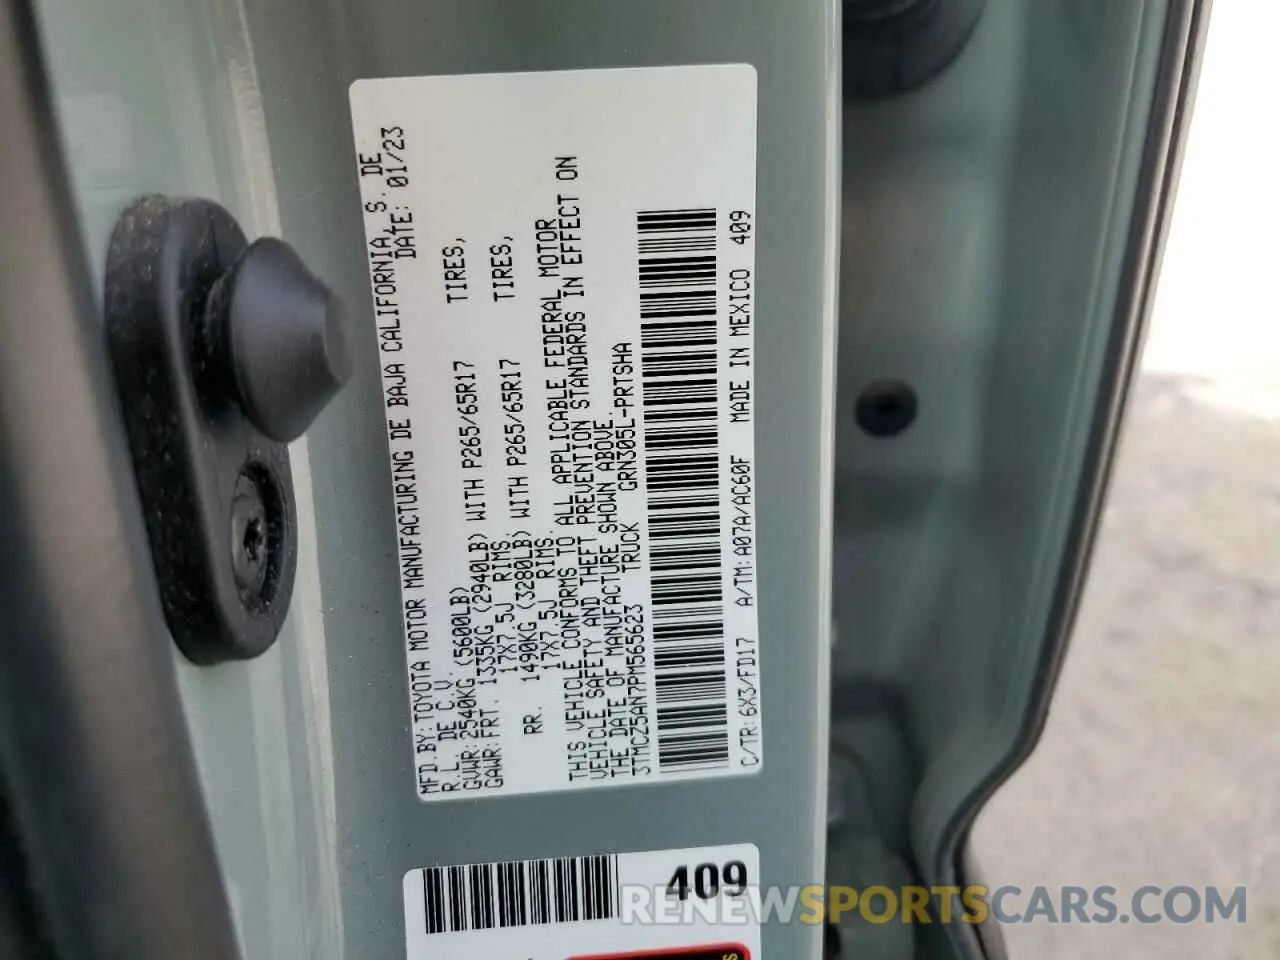 MFD.BY:TOYOTA MOTOR MANUFACTURING DE BAJA CALIFORNIA, S. DE
R.L. DE C.V. DATE: 01/23
GVWR:2540KG (5600LB)
GAWR:FRT. 1335KG (2940LB) WITH P265/65R17 TIRES,
17X7.5J RIMS
RR. 1490KG (3280LB) WITH P265/65R17 TIRES,
17X7.5J RIMS.
THIS VEHICLE CONFORMS TO ALL APPLICABLE FEDERAL MOTOR
VEHICLE SAFETY AND THEFT PREVENTION STANDARDS IN EFFECT ON
THE DATE OF MANUFACTURE SHOWN ABOVE.
3TMCZ5AN7PM565623 TRUCK GRN305L-PRTSHA
C/TR:6X3/FD17 A/TM:A07A/AC60F MADE IN MEXICO 409
409
RENEWSPORTSCARS.COM